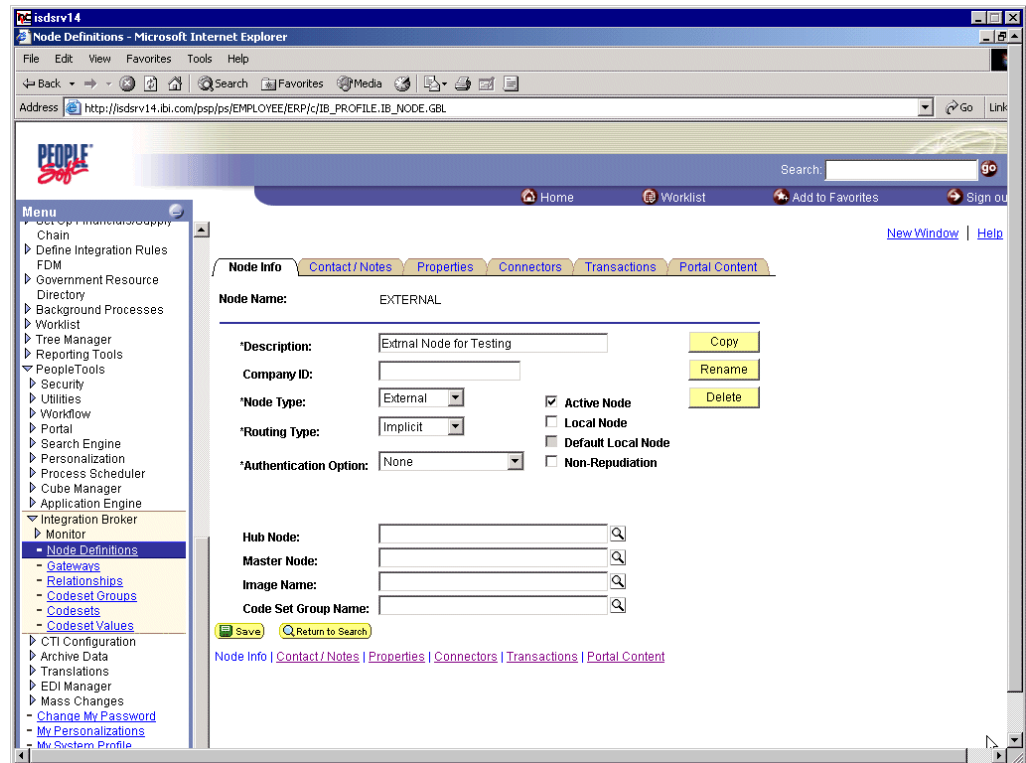 isdsrv14
Node Definitions - Microsoft Internet Explorer
File Edit View Favorites Tools Help
Back Search Favorites Media
Address http://isdsrv14.ibi.com/psp/ps/EMPLOYEE/ERP/c/IB_PROFILE.IB_NODE.GBL Go Link
PEOPLE Soft
Search: go
Home Worklist Add to Favorites Sign ou
Menu
Set Up Financials/Supply
Chain
Define Integration Rules
FDM
Government Resource
Directory
Background Processes
Worklist
Tree Manager
Reporting Tools
PeopleTools
Security
Utilities
Workflow
Portal
Search Engine
Personalization
Process Scheduler
Cube Manager
Application Engine
Integration Broker
Monitor
- Node Definitions
- Gateways
- Relationships
- Codeset Groups
- Codesets
- Codeset Values
CTI Configuration
Archive Data
Translations
EDI Manager
Mass Changes
- Change My Password
- My Personalizations
- My System Profile
New Window | Help
Node Info Contact / Notes Properties Connectors Transactions Portal Content
Node Name: EXTERNAL
*Description: Extrnal Node for Testing Copy
Company ID: Rename
*Node Type: External Active Node Delete
Local Node
*Routing Type: Implicit
Default Local Node
*Authentication Option: None Non-Repudiation
Hub Node:
Master Node:
Image Name:
Code Set Group Name:
Save Return to Search
Node Info | Contact / Notes | Properties | Connectors | Transactions | Portal Content